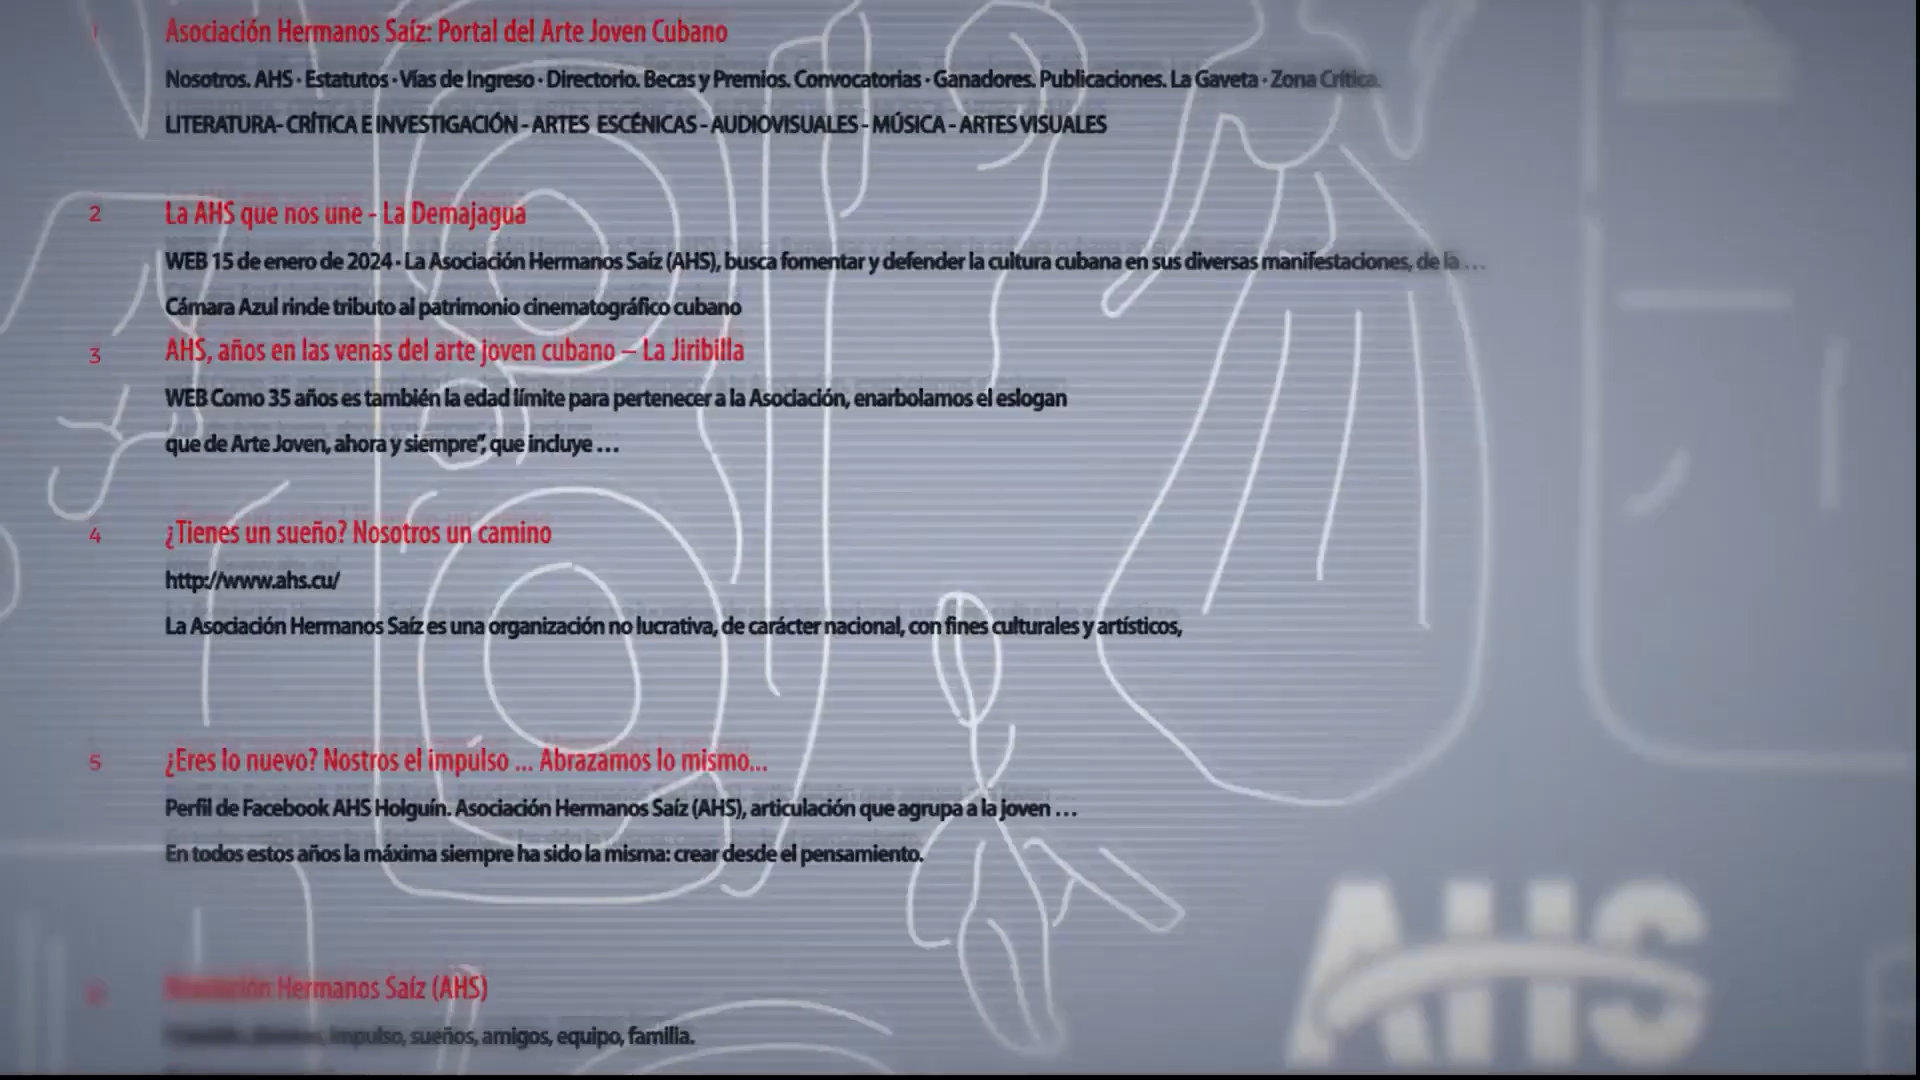 Asociación Hermanos Saíz: Portal del Arte Joven Cubano
Nosotros. AHS · Estatutos · Vías de Ingreso · Directorio. Becas y Premios. Convocatorias · Ganadores. Publicaciones. La Gaveta · Zona Crítica.
LITERATURA- CRÍTICA E INVESTIGACIÓN - ARTES ESCÉNICAS - AUDIOVISUALES - MÚSICA - ARTES VISUALES
2 La AHS que nos une - La Demajagua
WEB 15 de enero de 2024 · La Asociación Hermanos Saíz (AHS), busca fomentar y defender la cultura cubana en sus diversas manifestaciones, de la …
Cámara Azul rinde tributo al patrimonio cinematográfico cubano
3 AHS, años en las venas del arte joven cubano – La Jiribilla
WEB Como 35 años es también la edad límite para pertenecer a la Asociación, enarbolamos el eslogan
que de Arte Joven, ahora y siempre”, que incluye …
4 ¿Tienes un sueño? Nosotros un camino
http://www.ahs.cu/
La Asociación Hermanos Saíz es una organización no lucrativa, de carácter nacional, con fines culturales y artísticos,
5 ¿Eres lo nuevo? Nostros el impulso ... Abrazamos lo mismo...
Perfil de Facebook AHS Holguín. Asociación Hermanos Saíz (AHS), articulación que agrupa a la joven …
En todos estos años la máxima siempre ha sido la misma: crear desde el pensamiento.
AHS
Asociación Hermanos Saíz (AHS)
impulso, sueños, amigos, equipo, familia.